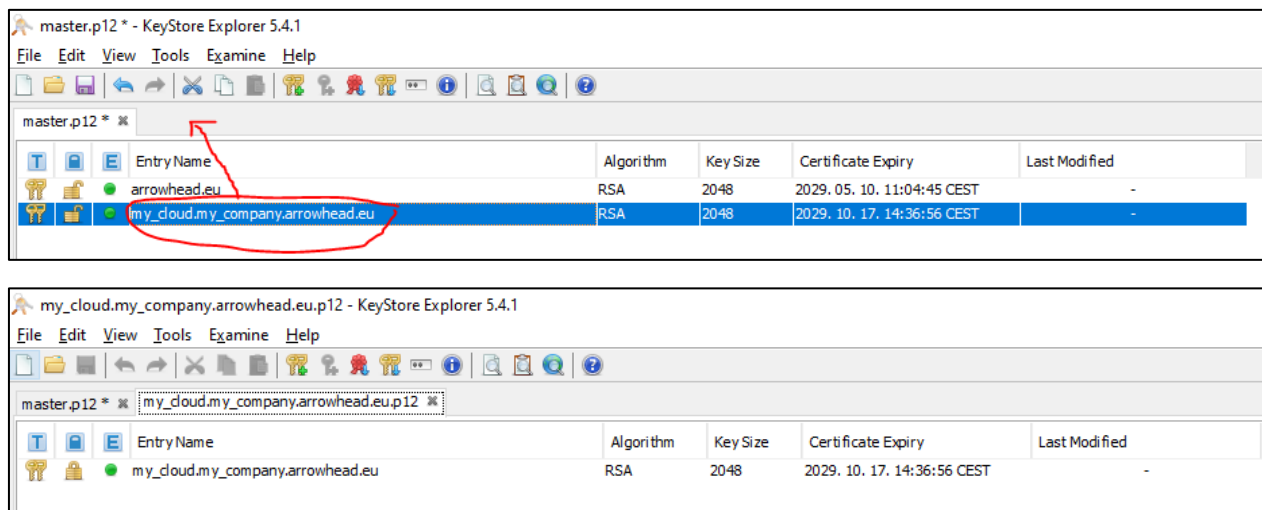 master.p12 * - KeyStore Explorer 5.4.1
File Edit View Tools Examine Help
master.p12 *
T E Entry Name Algorithm Key Size Certificate Expiry Last Modified
arrowhead.eu RSA 2048 2029. 05. 10. 11:04:45 CEST -
my_cloud.my_company.arrowhead.eu RSA 2048 2029. 10. 17. 14:36:56 CEST -
my_cloud.my_company.arrowhead.eu.p12 - KeyStore Explorer 5.4.1
File Edit View Tools Examine Help
master.p12 * my_cloud.my_company.arrowhead.eu.p12
T E Entry Name Algorithm Key Size Certificate Expiry Last Modified
my_cloud.my_company.arrowhead.eu RSA 2048 2029. 10. 17. 14:36:56 CEST -